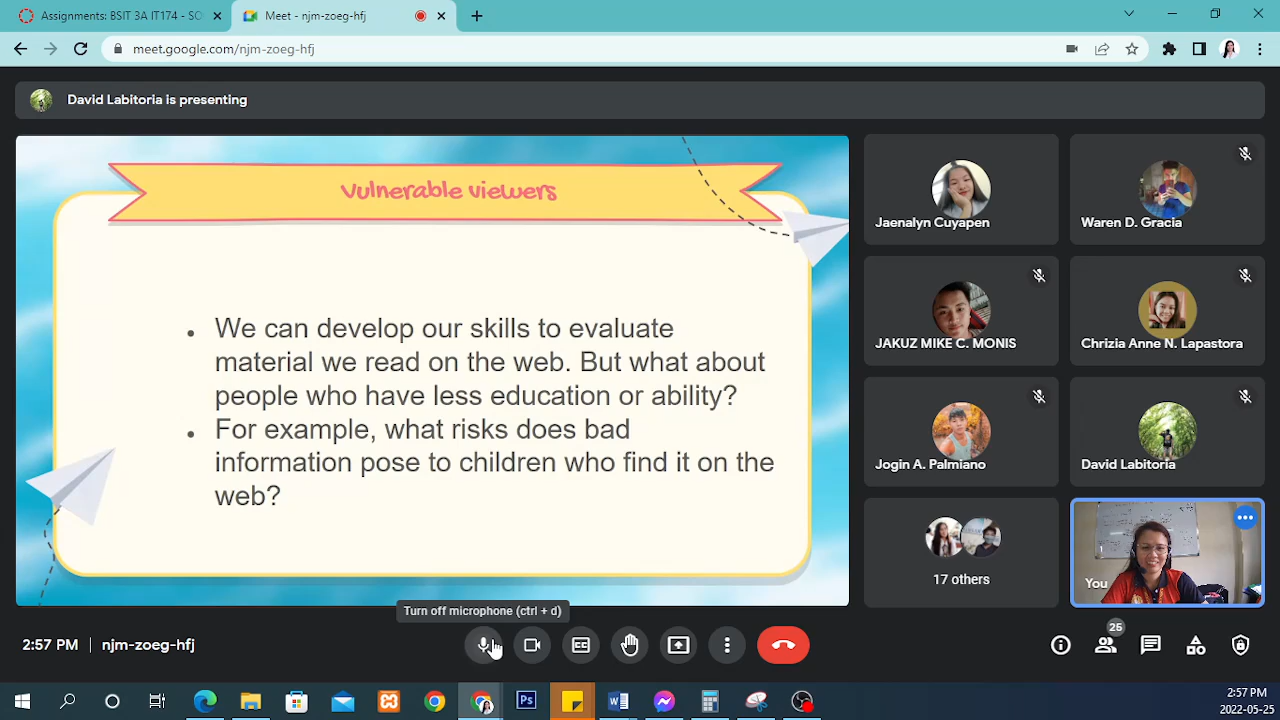 Assignments: BSIT 3A IT174 - SO
Meet - njm-zoeg-hfj
meet.google.com/njm-zoeg-hfj
David Labitoria is presenting
Vulnerable viewers
• We can develop our skills to evaluate
material we read on the web. But what about
people who have less education or ability?
• For example, what risks does bad
information pose to children who find it on the
web?
Jaenalyn Cuyapen
Waren D. Gracia
JAKUZ MIKE C. MONIS
Chrizia Anne N. Lapastora
Jogin A. Palmiano
David Labitoria
17 others
You
Turn off microphone (ctrl + d)
2:57 PM | njm-zoeg-hfj
25
Ps
2:57 PM
2022-05-25